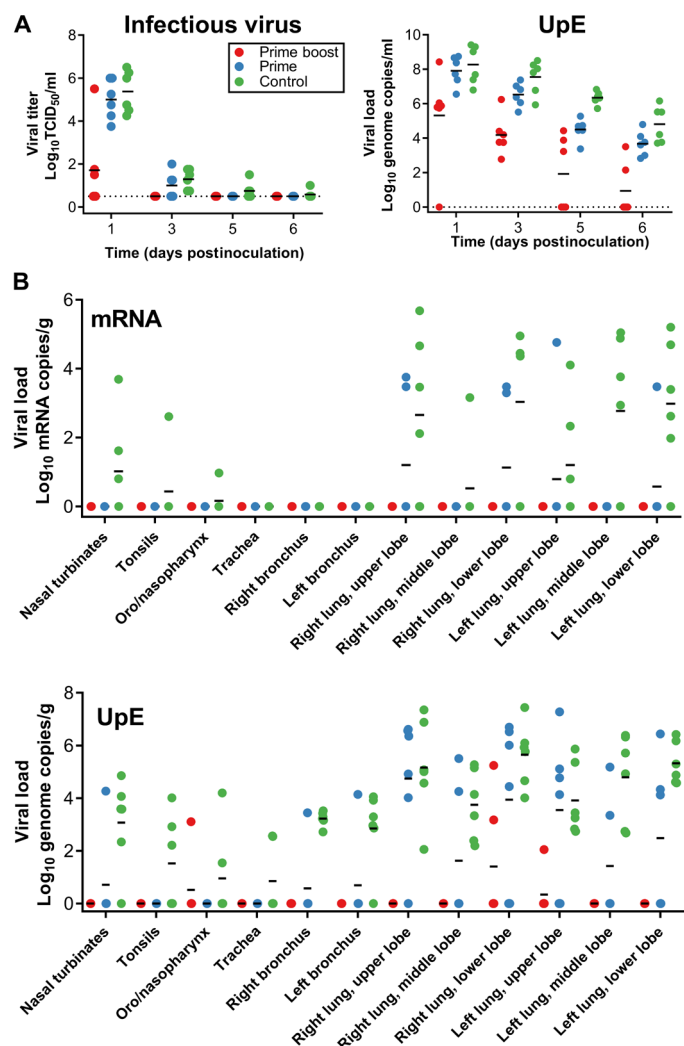 A
Infectious virus
Prime boost
Prime
Control
Viral titer
Log10TCID50/ml
8
6
4
2
0
1
3
5
6
Time (days postinoculation)
UpE
Viral load
Log10 genome copies/ml
10
8
6
4
2
0
1
3
5
6
Time (days postinoculation)
B
mRNA
Viral load
Log10 mRNA copies/g
6
4
2
0
Nasal turbinates
Tonsils
Oro/nasopharynx
Trachea
Right bronchus
Left bronchus
Right lung, upper lobe
Right lung, middle lobe
Right lung, lower lobe
Left lung, upper lobe
Left lung, middle lobe
Left lung, lower lobe
UpE
Viral load
Log10 genome copies/g
8
6
4
2
0
Nasal turbinates
Tonsils
Oro/nasopharynx
Trachea
Right bronchus
Left bronchus
Right lung, upper lobe
Right lung, middle lobe
Right lung, lower lobe
Left lung, upper lobe
Left lung, middle lobe
Left lung, lower lobe